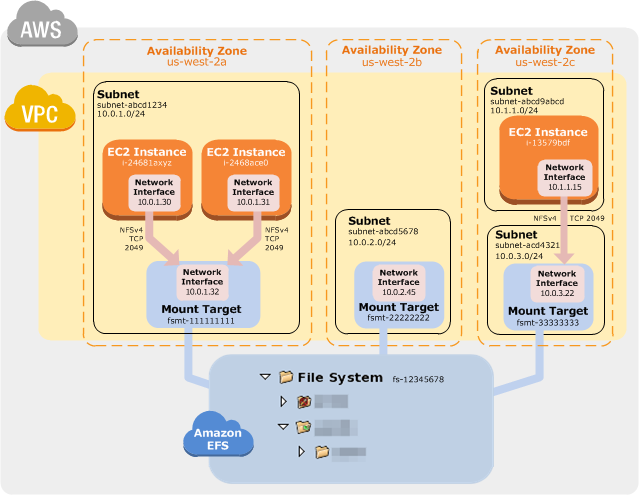 AWS
VPC
Availability Zone
us-west-2a
Subnet
subnet-abcd1234
10.0.1.0/24
EC2 Instance
i-24681axyz
Network
Interface
10.0.1.30
EC2 Instance
i-2468ace0
Network
Interface
10.0.1.31
NFSv4
TCP
2049
NFSv4
TCP
2049
Network
Interface
10.0.1.32
Mount Target
fsmt-111111111
Availability Zone
us-west-2b
Subnet
subnet-abcd5678
10.0.2.0/24
Network
Interface
10.0.2.45
Mount Target
fsmt-22222222
Availability Zone
us-west-2c
Subnet
subnet-abcd9abcd
10.1.1.0/24
EC2 Instance
i-13579bdf
Network
Interface
10.1.1.15
NFSv4 TCP 2049
Subnet
subnet-acd4321
10.0.3.0/24
Network
Interface
10.0.3.22
Mount Target
fsmt-33333333
File System fs-12345678
Amazon
EFS